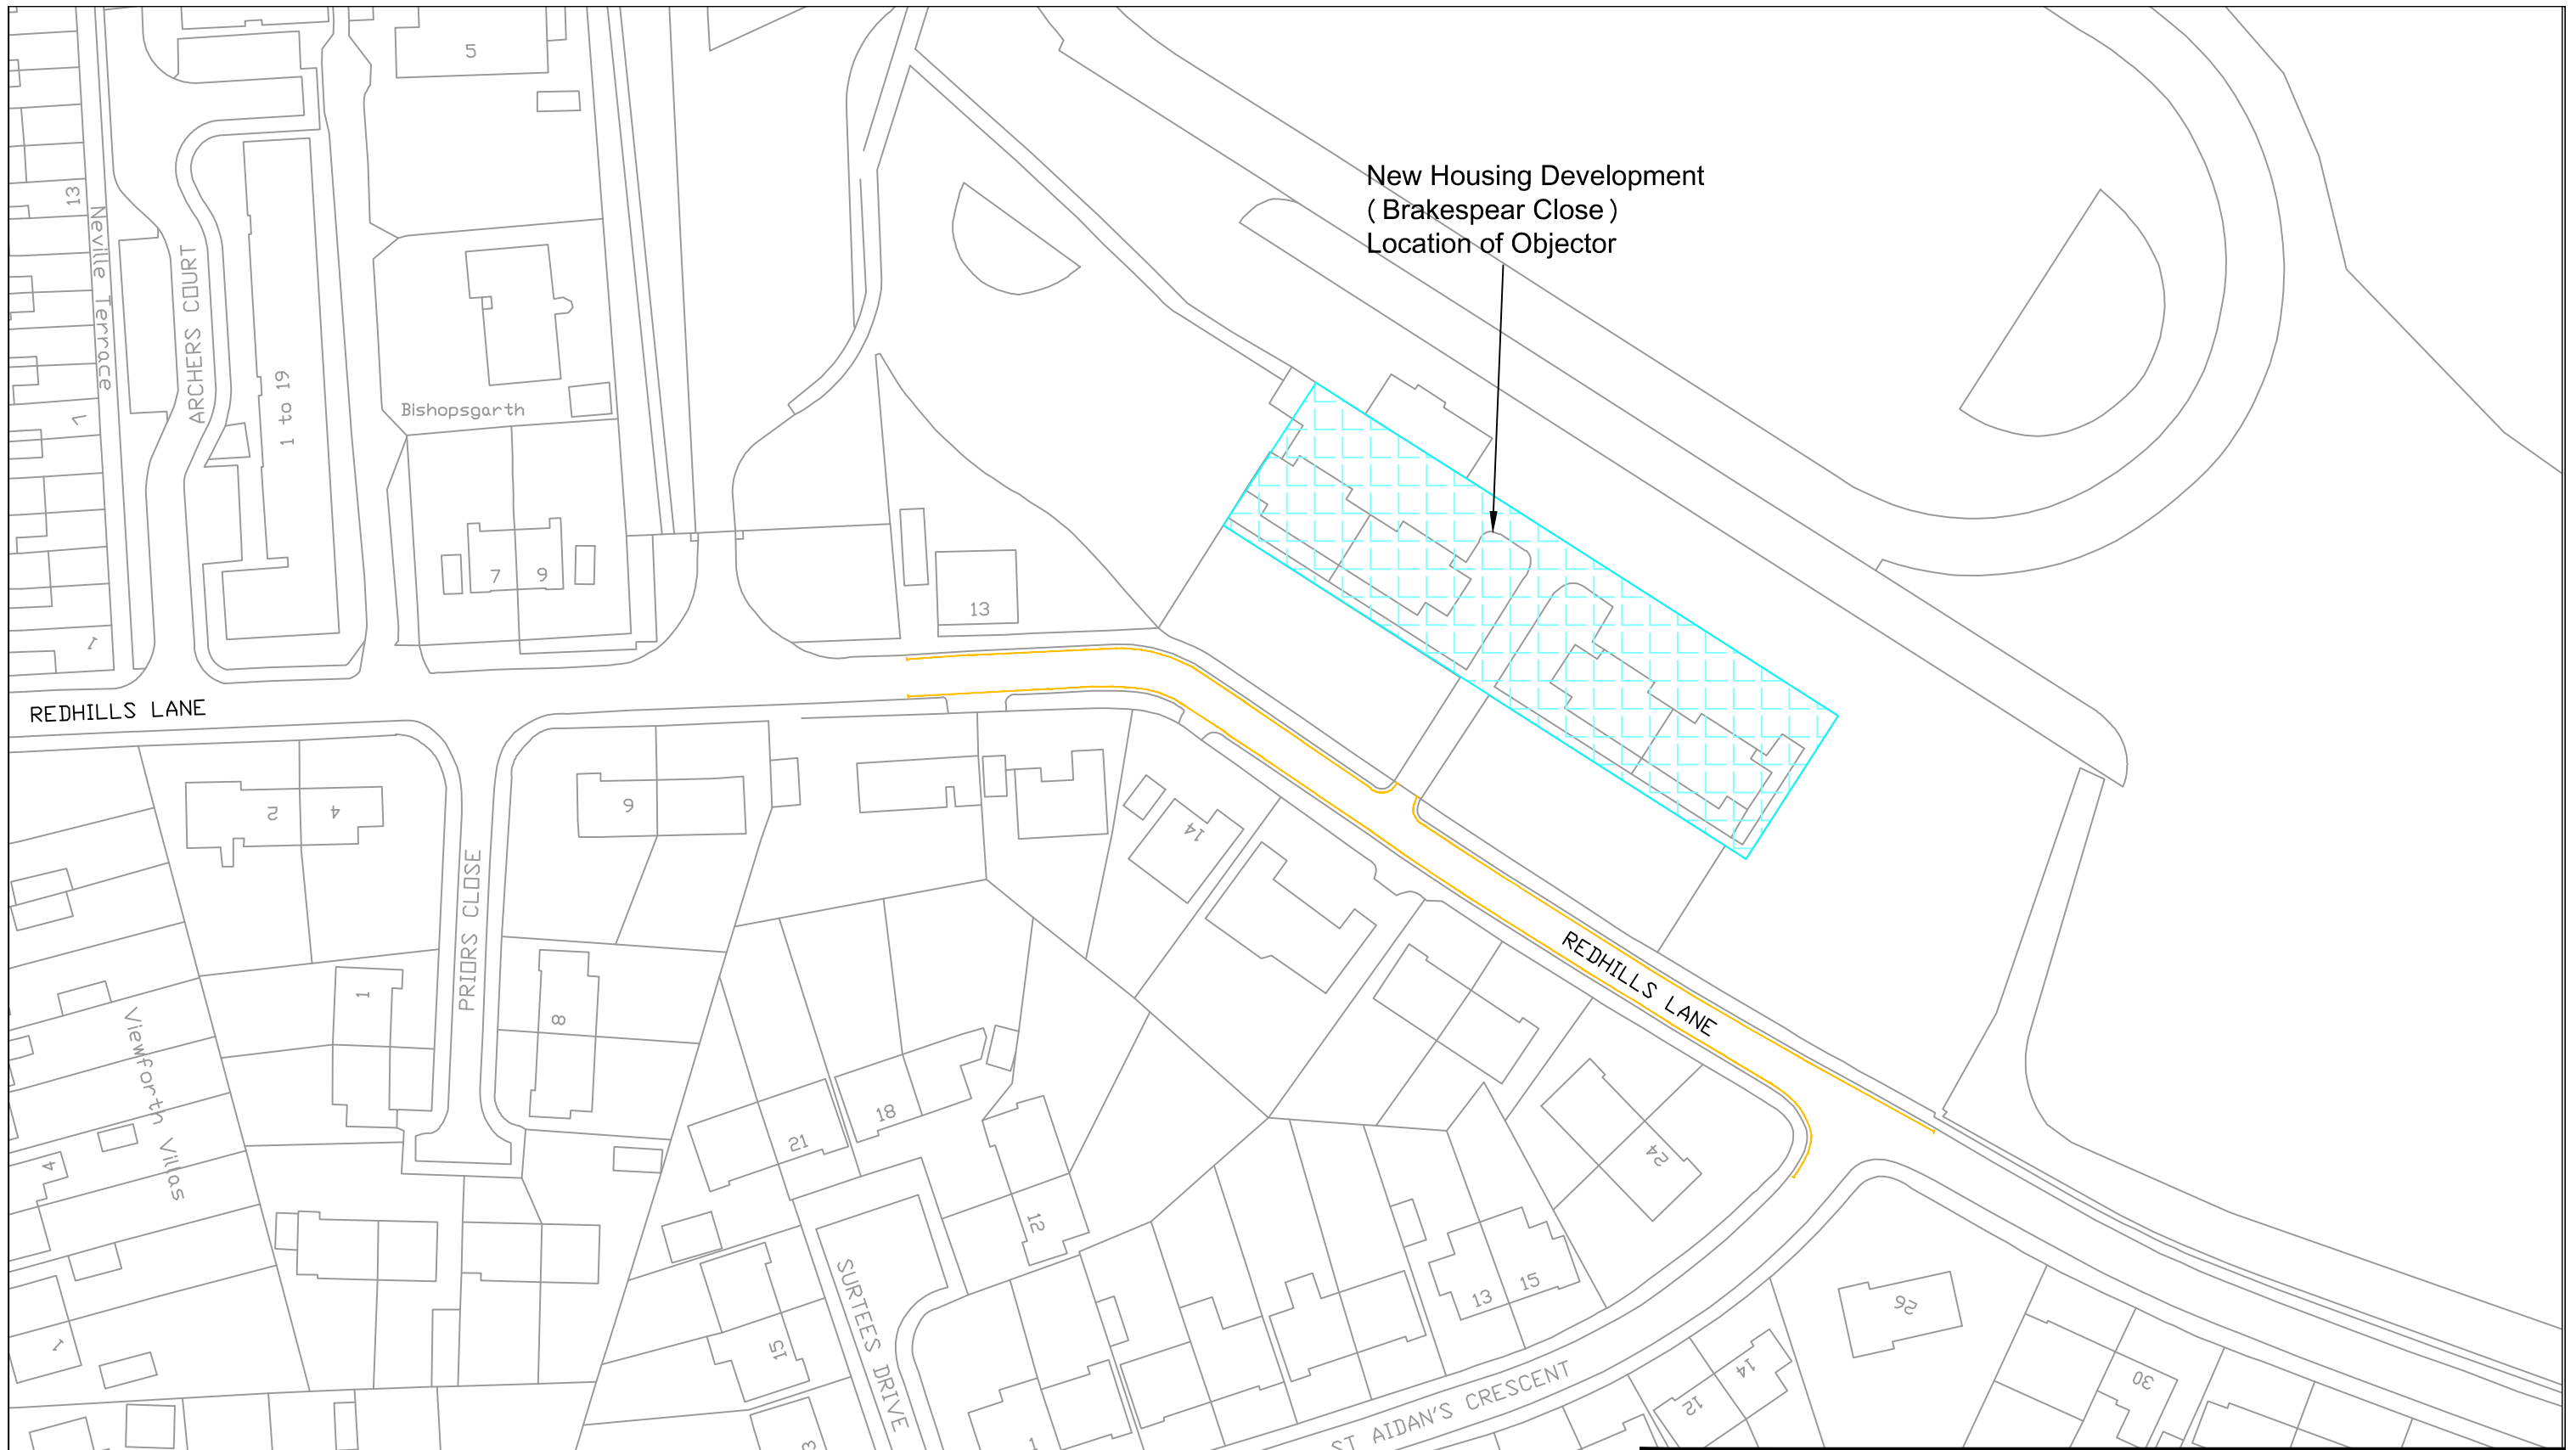 5
New Housing Development
( Brakespear Close )
Location of Objector
13
Neville Terrace
ARCHERS COURT
1 to 19
7
Bishopsgarth
7
9
13
1
REDHILLS LANE
2
4
6
14
PRIORS CLOSE
1
8
REDHILLS LANE
Viewforth Villas
4
21
18
12
24
13
15
26
SURTEES DRIVE
15
1
1
3
ST AIDAN'S CRESCENT
12
14
30